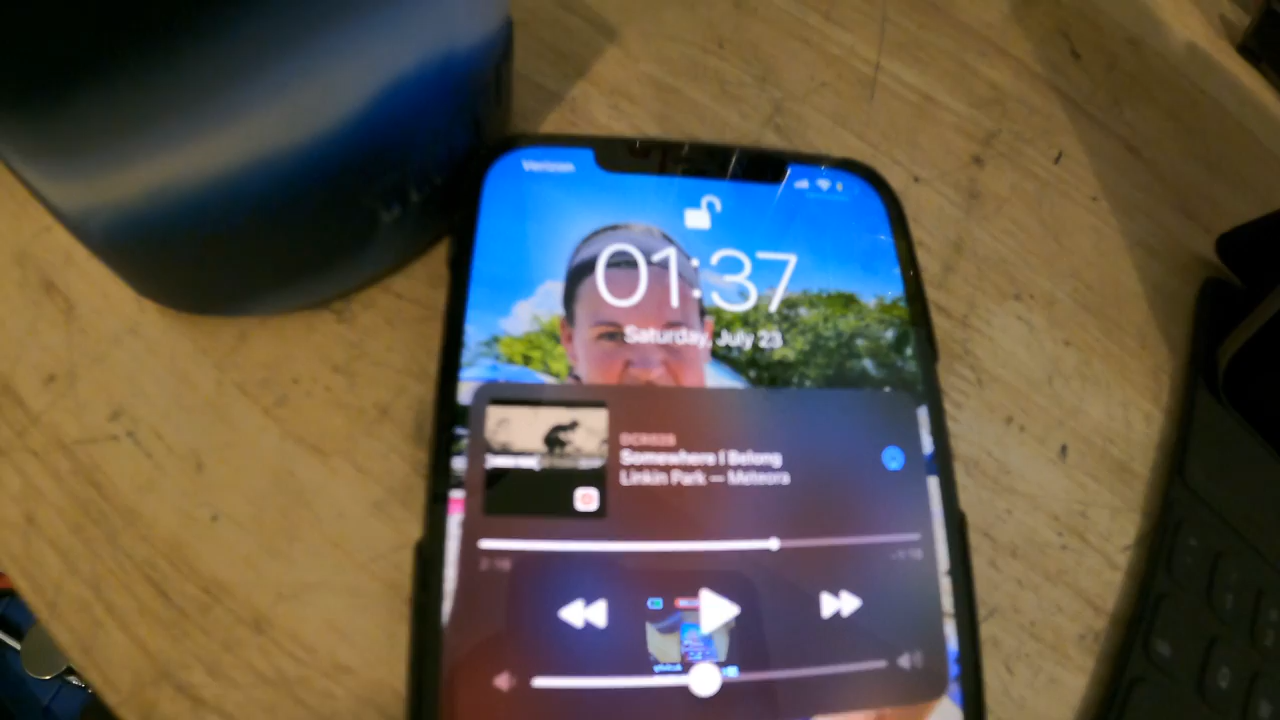 Verizon
01:37
Saturday, July 23
Somewhere I Belong
Linkin Park — Meteora